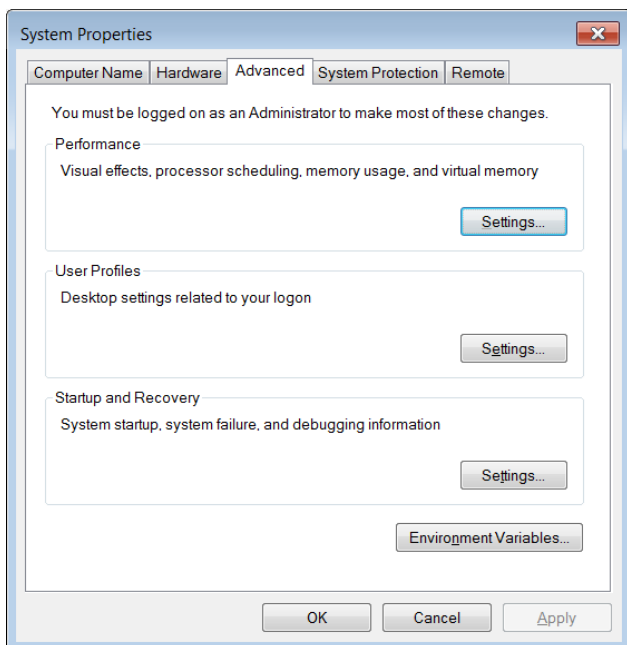 System Properties
Computer Name Hardware Advanced System Protection Remote
You must be logged on as an Administrator to make most of these changes.
Performance
Visual effects, processor scheduling, memory usage, and virtual memory
Settings...
User Profiles
Desktop settings related to your logon
Settings...
Startup and Recovery
System startup, system failure, and debugging information
Settings...
Environment Variables...
OK Cancel Apply